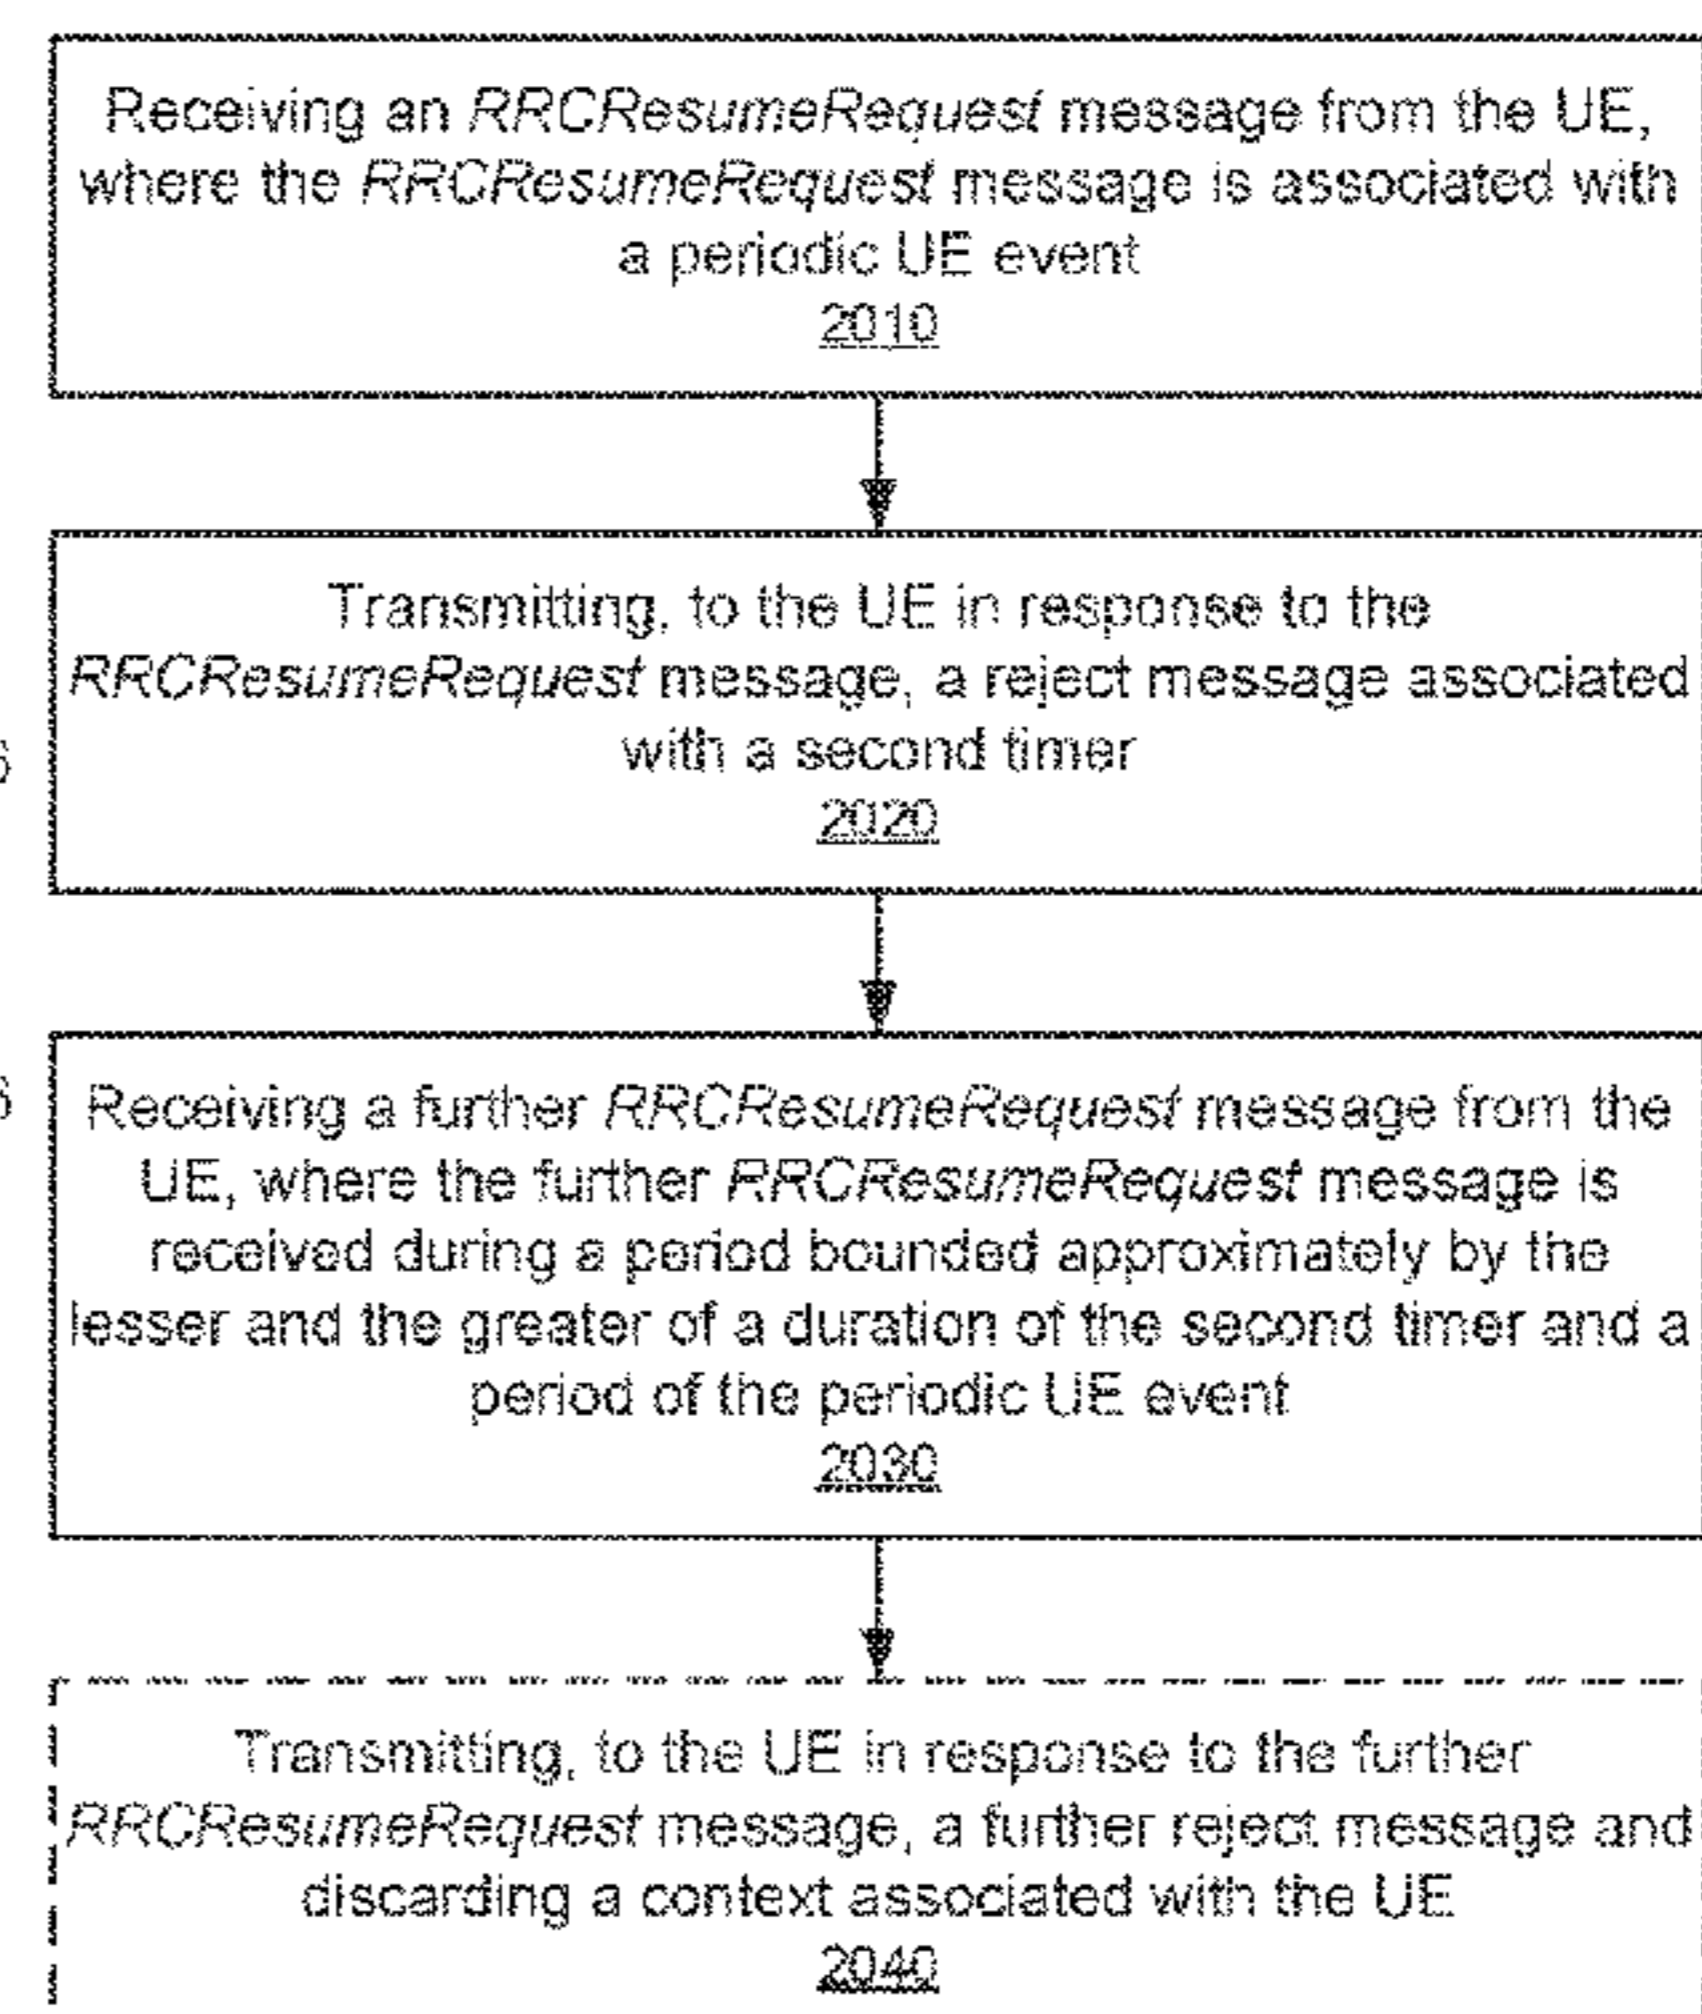 Receiving an RRCResumeRequest message from the UE,
where the RRCResumeRequest message is associated with
a periodic UE event
2010
Transmitting, to the UE in response to the
RRCResumeRequest message, a reject message associated
with a second timer
2020
Receiving a further RRCResumeRequest message from the
UE, where the further RRCResumeRequest message is
received during a period bounded approximately by the
lesser and the greater of a duration of the second timer and a
period of the periodic UE event
2030
Transmitting, to the UE in response to the further
RRCResumeRequest message, a further reject message and
discarding a context associated with the UE
2040